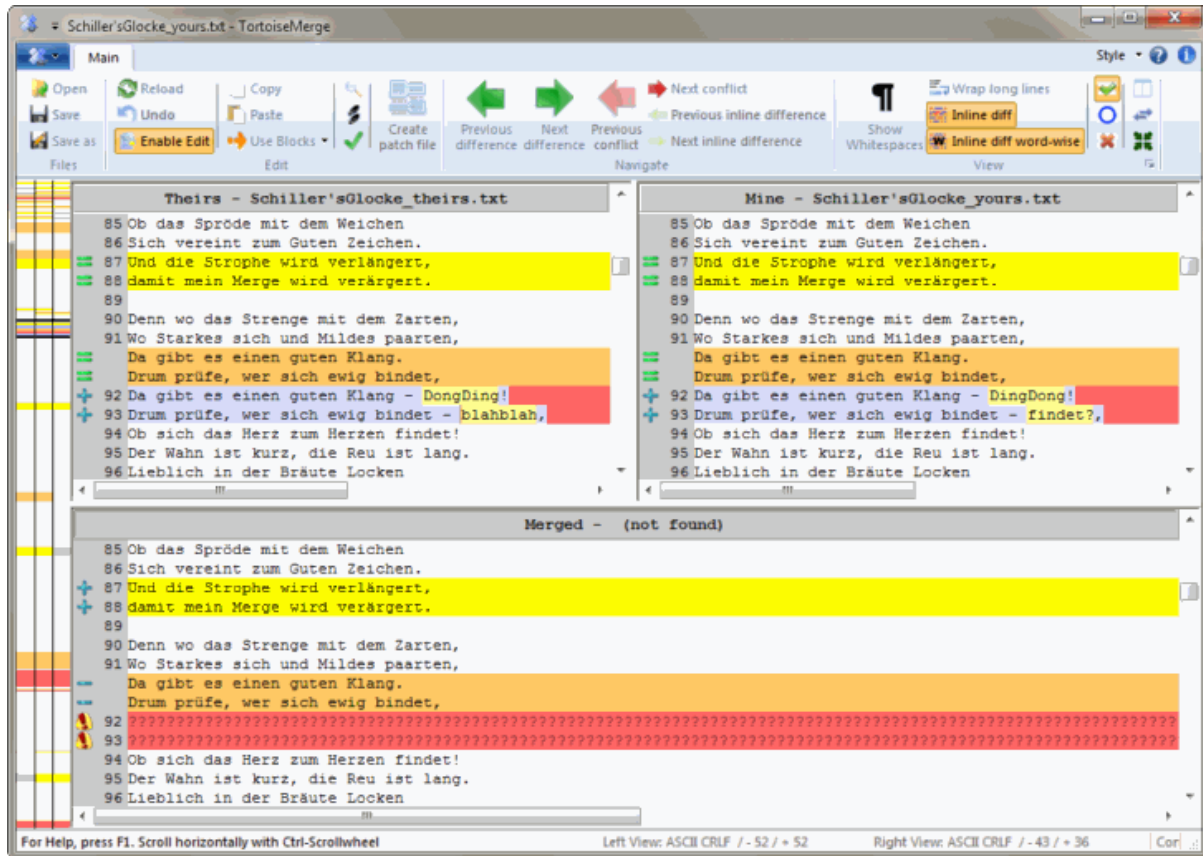 Schiller'sGlocke_yours.txt - TortoiseMerge
Main
Style
Open
Save
Save as
Files
Reload
Undo
Enable Edit
Copy
Paste
Use Blocks
Create
patch file
Edit
Previous
difference
Next
difference
Previous
conflict
Next conflict
Previous inline difference
Next inline difference
Navigate
Show
Whitespaces
Wrap long lines
Inline diff
Inline diff word-wise
View
Theirs - Schiller'sGlocke_theirs.txt
85 Ob das Spröde mit dem Weichen
86 Sich vereint zum Guten Zeichen.
87 Und die Strophe wird verlängert,
88 damit mein Merge wird verärgert.
89
90 Denn wo das Strenge mit dem Zarten,
91 Wo Starkes sich und Mildes paarten,
Da gibt es einen guten Klang.
Drum prüfe, wer sich ewig bindet,
92 Da gibt es einen guten Klang - DongDing!
93 Drum prüfe, wer sich ewig bindet - blahblah,
94 Ob sich das Herz zum Herzen findet!
95 Der Wahn ist kurz, die Reu ist lang.
96 Lieblich in der Bräute Locken
Mine - Schiller'sGlocke_yours.txt
85 Ob das Spröde mit dem Weichen
86 Sich vereint zum Guten Zeichen.
87 Und die Strophe wird verlängert,
88 damit mein Merge wird verärgert.
89
90 Denn wo das Strenge mit dem Zarten,
91 Wo Starkes sich und Mildes paarten,
Da gibt es einen guten Klang.
Drum prüfe, wer sich ewig bindet,
92 Da gibt es einen guten Klang - DingDong!
93 Drum prüfe, wer sich ewig bindet - findet?,
94 Ob sich das Herz zum Herzen findet!
95 Der Wahn ist kurz, die Reu ist lang.
96 Lieblich in der Bräute Locken
Merged - (not found)
85 Ob das Spröde mit dem Weichen
86 Sich vereint zum Guten Zeichen.
87 Und die Strophe wird verlängert,
88 damit mein Merge wird verärgert.
89
90 Denn wo das Strenge mit dem Zarten,
91 Wo Starkes sich und Mildes paarten,
Da gibt es einen guten Klang.
Drum prüfe, wer sich ewig bindet,
92 ??????????????????????????????????????????????????????????????????????????????????????????????????????????????
93 ??????????????????????????????????????????????????????????????????????????????????????????????????????????????
94 Ob sich das Herz zum Herzen findet!
95 Der Wahn ist kurz, die Reu ist lang.
96 Lieblich in der Bräute Locken
For Help, press F1. Scroll horizontally with Ctrl-Scrollwheel
Left View: ASCII CRLF / - 52 / + 52
Right View: ASCII CRLF / - 43 / + 36